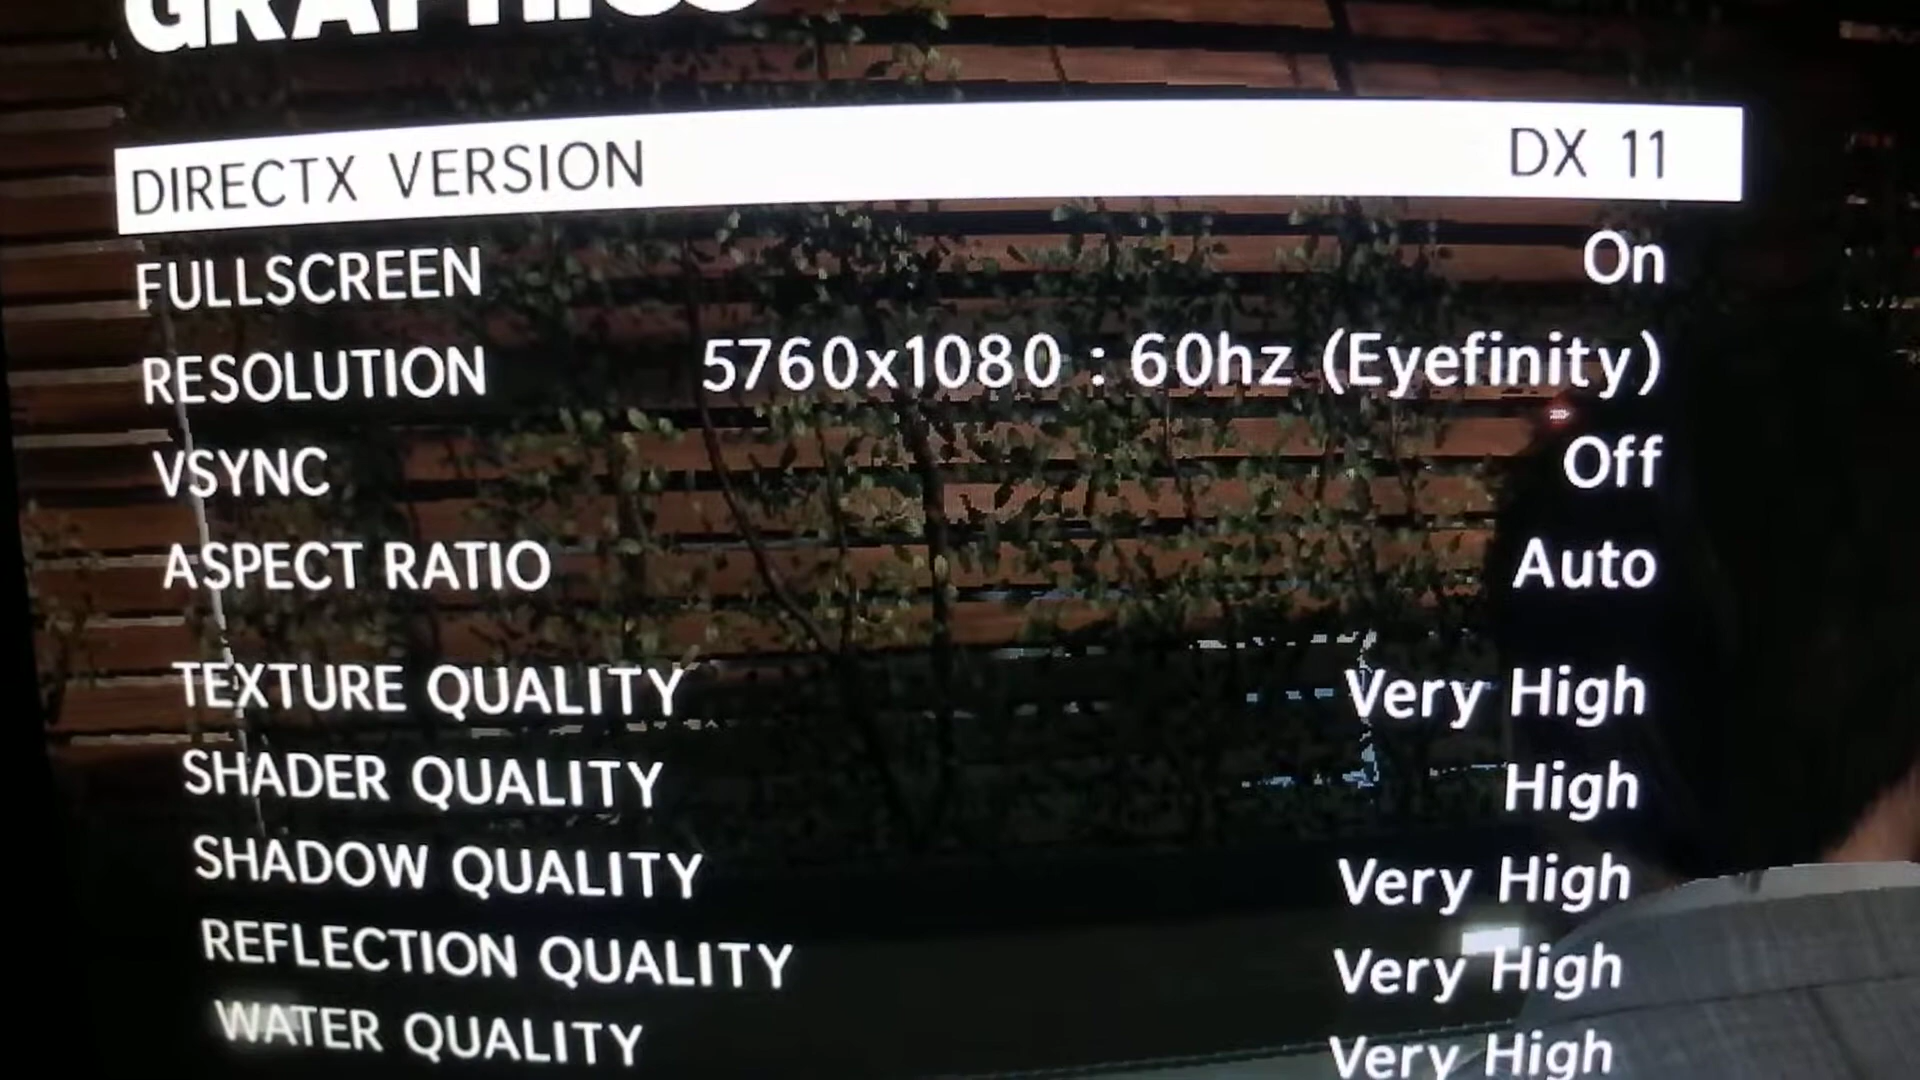 GRAPHICS
DIRECTX VERSION DX 11
FULLSCREEN On
RESOLUTION 5760x1080 : 60hz (Eyefinity)
VSYNC Off
ASPECT RATIO Auto
TEXTURE QUALITY Very High
SHADER QUALITY High
SHADOW QUALITY Very High
REFLECTION QUALITY Very High
WATER QUALITY Very High